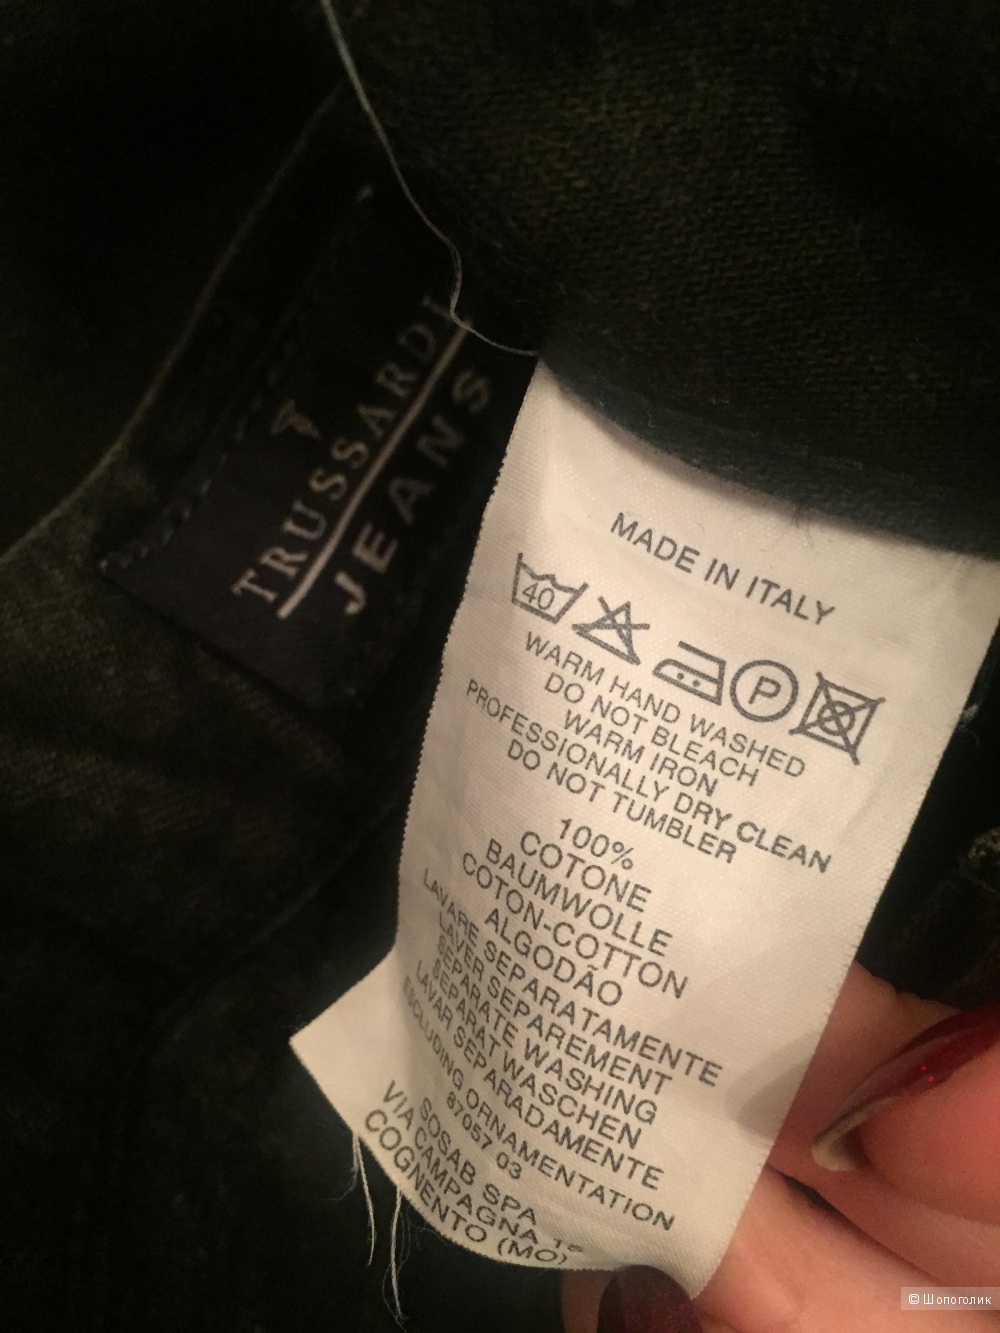 TRUSSARDI
JEANS
MADE IN ITALY
40
P
WARM HAND WASHED
DO NOT BLEACH
WARM IRON
PROFESSIONALLY DRY CLEAN
DO NOT TUMBLER
100%
COTONE
BAUMWOLLE
COTON-COTTON
ALGODÃO
LAVARE SEPARATAMENTE
LAVER SEPAREMENT
SEPARATE WASHING
SEPARAT WASCHEN
LAVAR SEPARADAMENTE
ESCLUDING ORNAMENTATION
87057 03
SOSAB SPA
VIA CAMPAGNA
COGNENTO (MO)
© Шопоголик